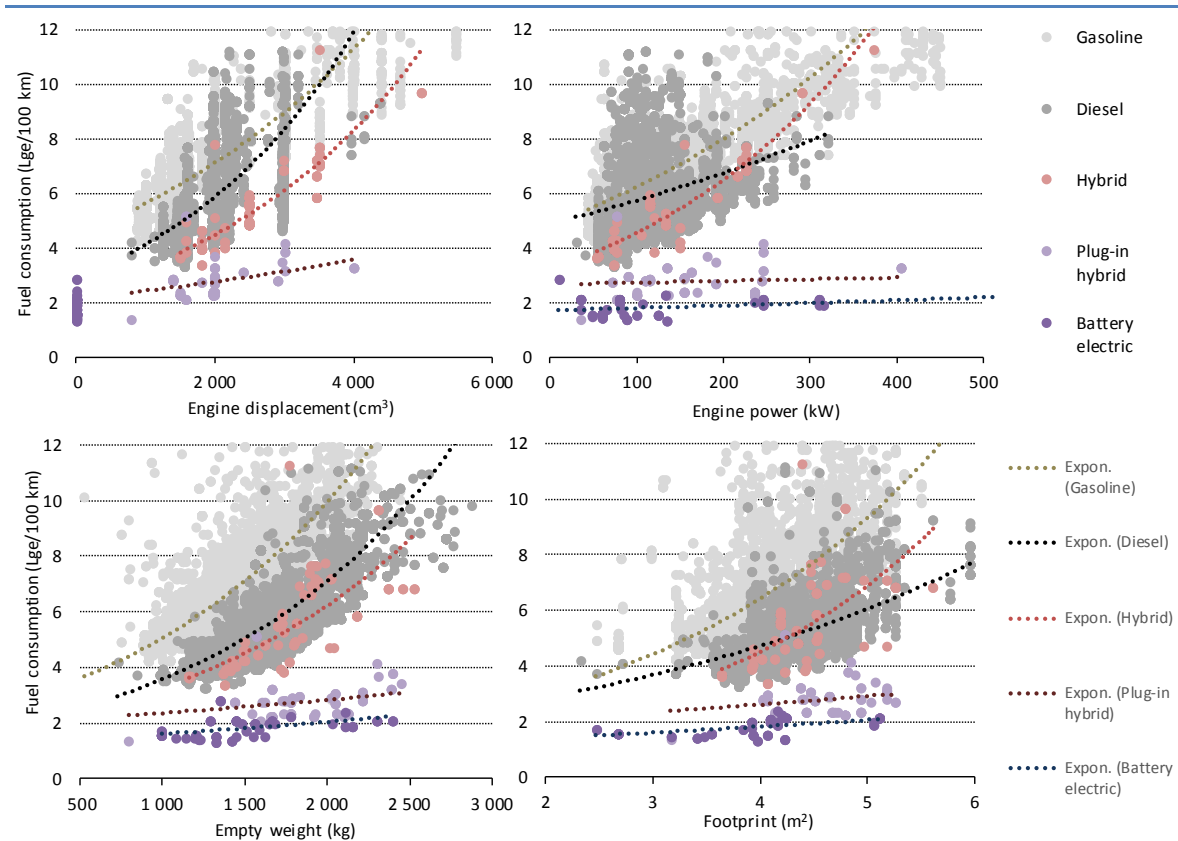 Fuel consumption (Lge/100 km)
12
10
8
6
4
2
0
0
2 000
4 000
6 000
Engine displacement (cm³)
12
10
8
6
4
2
0
0
100
200
300
400
500
Engine power (kW)
Gasoline
Diesel
Hybrid
Plug-in
hybrid
Battery
electric
Fuel consumption (Lge/100 km)
12
10
8
6
4
2
0
500
1 000
1 500
2 000
2 500
3 000
Empty weight (kg)
12
10
8
6
4
2
0
2
3
4
5
6
Footprint (m²)
Expon.
(Gasoline)
Expon. (Diesel)
Expon. (Hybrid)
Expon. (Plug-in
hybrid)
Expon. (Battery
electric)